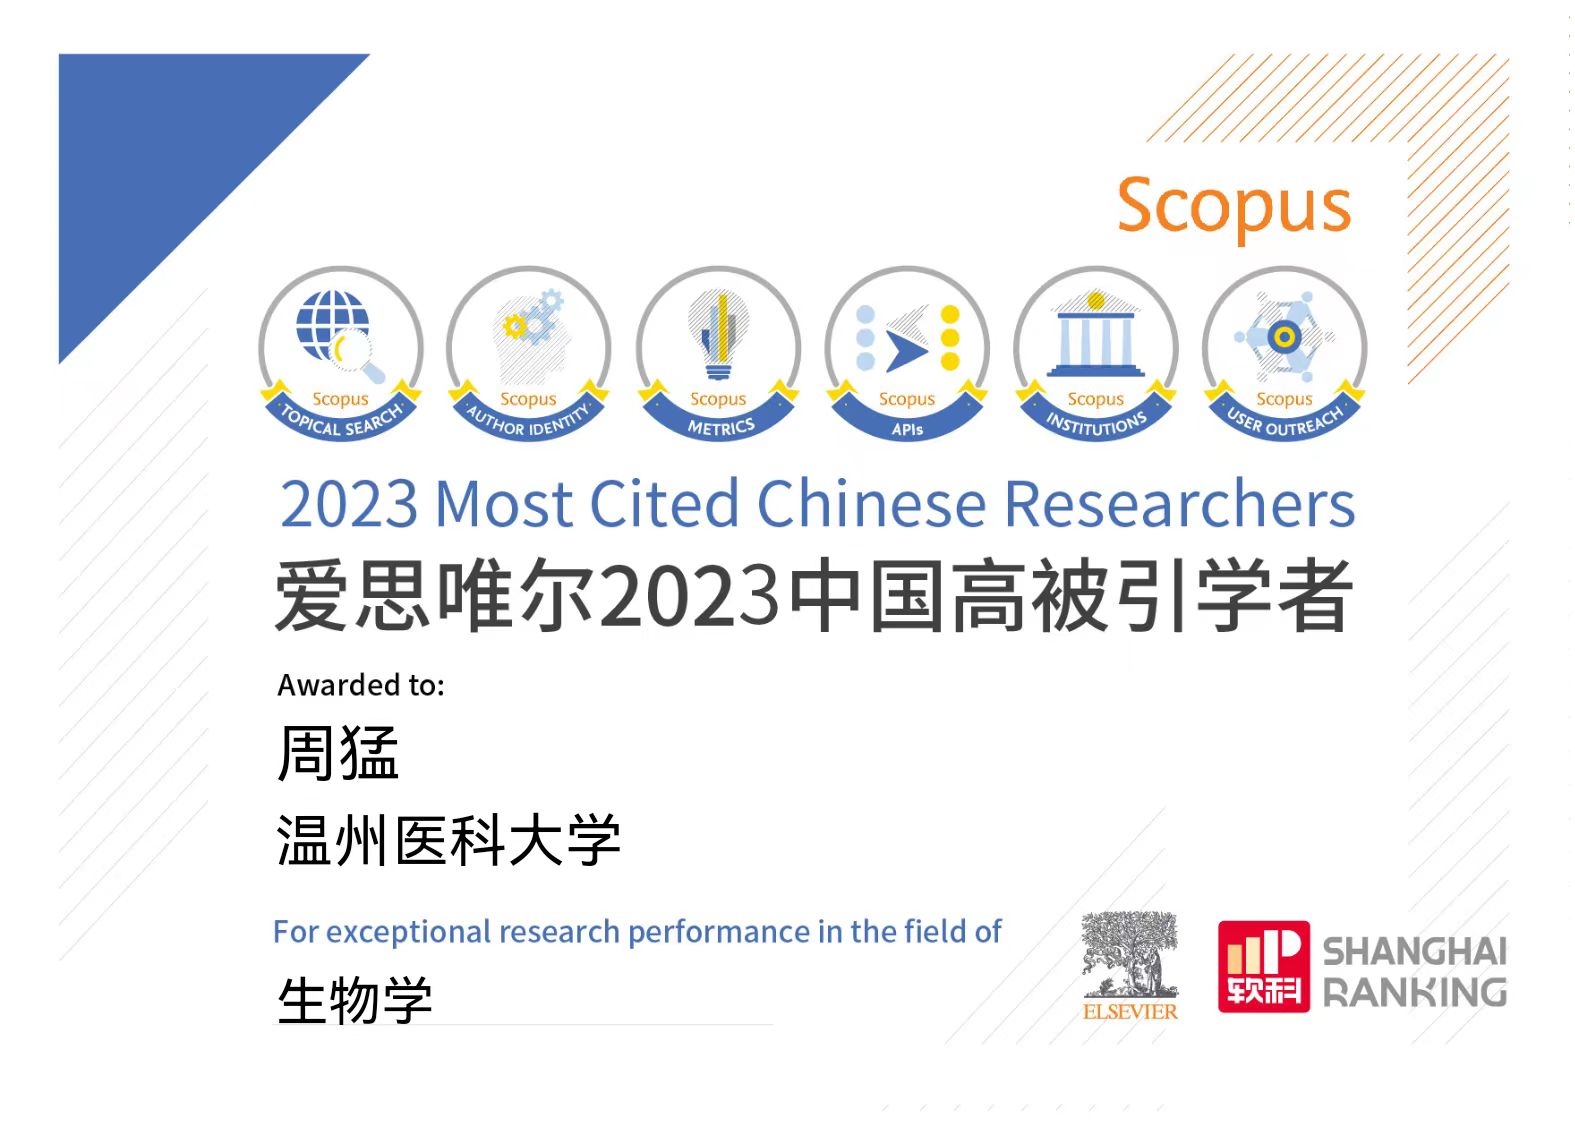 Scopus
Scopus
TOPICAL SEARCH
Scopus
AUTHOR IDENTITY
Scopus
METRICS
Scopus
APIs
Scopus
INSTITUTIONS
Scopus
USER OUTREACH
2023 Most Cited Chinese Researchers
爱思唯尔2023中国高被引学者
Awarded to:
周猛
温州医科大学
For exceptional research performance in the field of
生物学
ELSEVIER
软科
SHANGHAI
RANKING